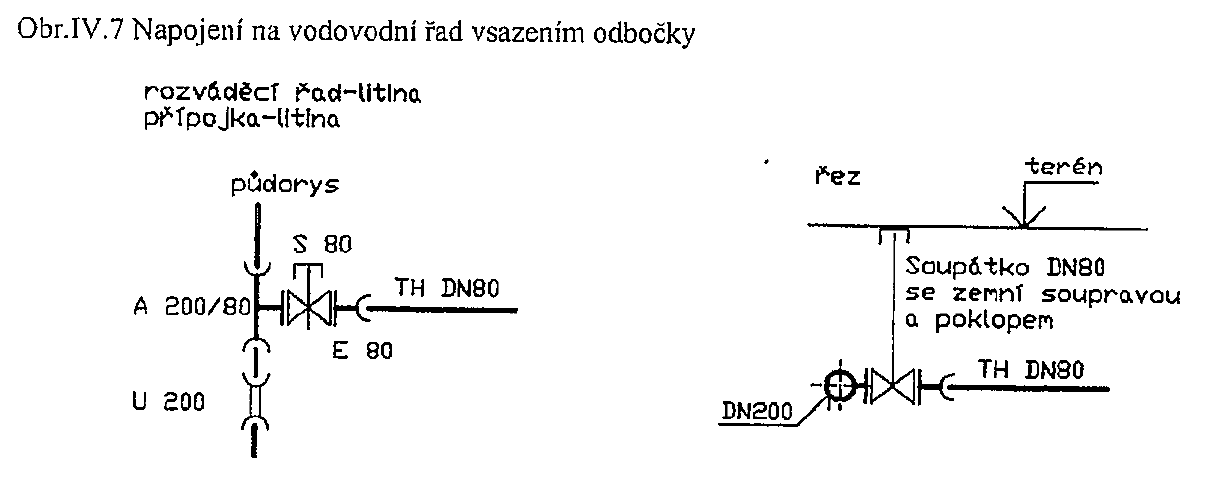 Obr.IV.7 Napojení na vodovodní řad vsazením odbočky
rozváděcí řad-litina
přípojka-litina
půdorys
S 80
A 200/80
TH DN80
E 80
U 200
řez
terén
Šoupátko DN80
se zemní soupravou
a poklopem
TH DN80
DN200